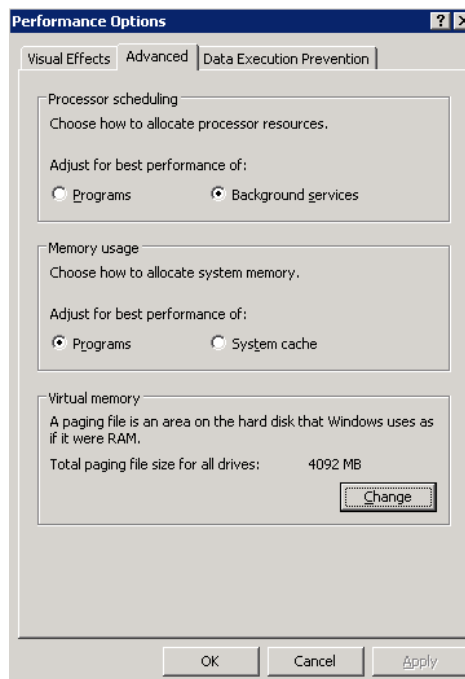 Performance Options
Visual Effects Advanced Data Execution Prevention
Processor scheduling
Choose how to allocate processor resources.
Adjust for best performance of:
Programs Background services
Memory usage
Choose how to allocate system memory.
Adjust for best performance of:
Programs System cache
Virtual memory
A paging file is an area on the hard disk that Windows uses as
if it were RAM.
Total paging file size for all drives: 4092 MB
Change
OK Cancel Apply